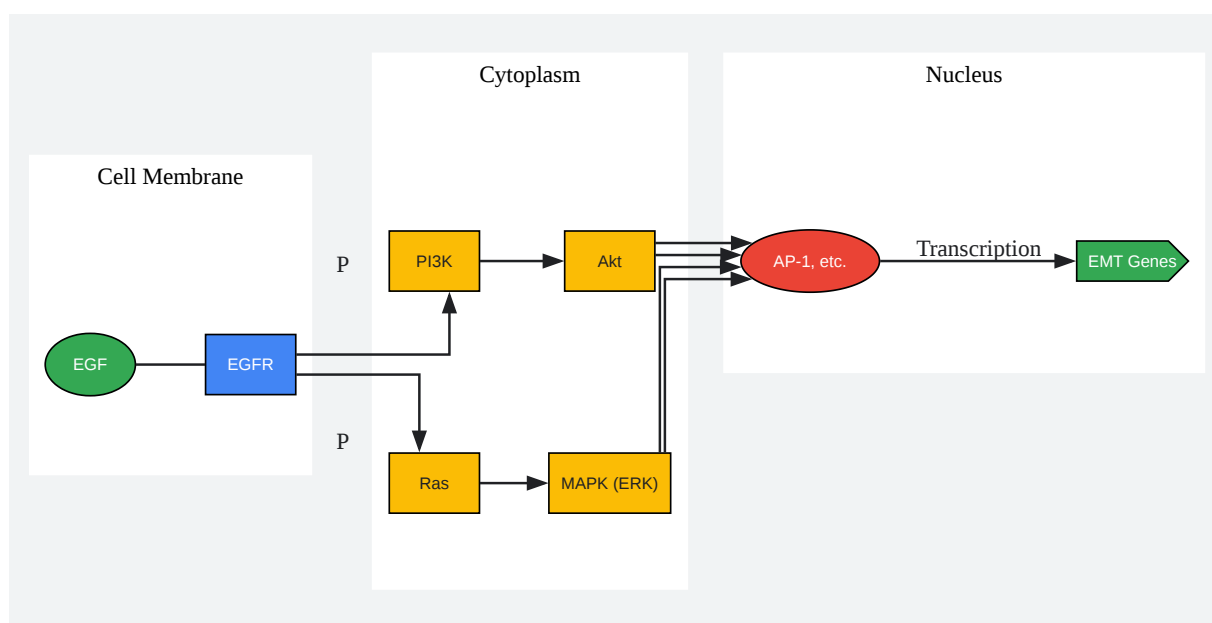 Cytoplasm
Nucleus
Cell Membrane
P
PI3K
Akt
AP-1, etc.
Transcription
EMT Genes
EGF
EGFR
P
Ras
MAPK (ERK)